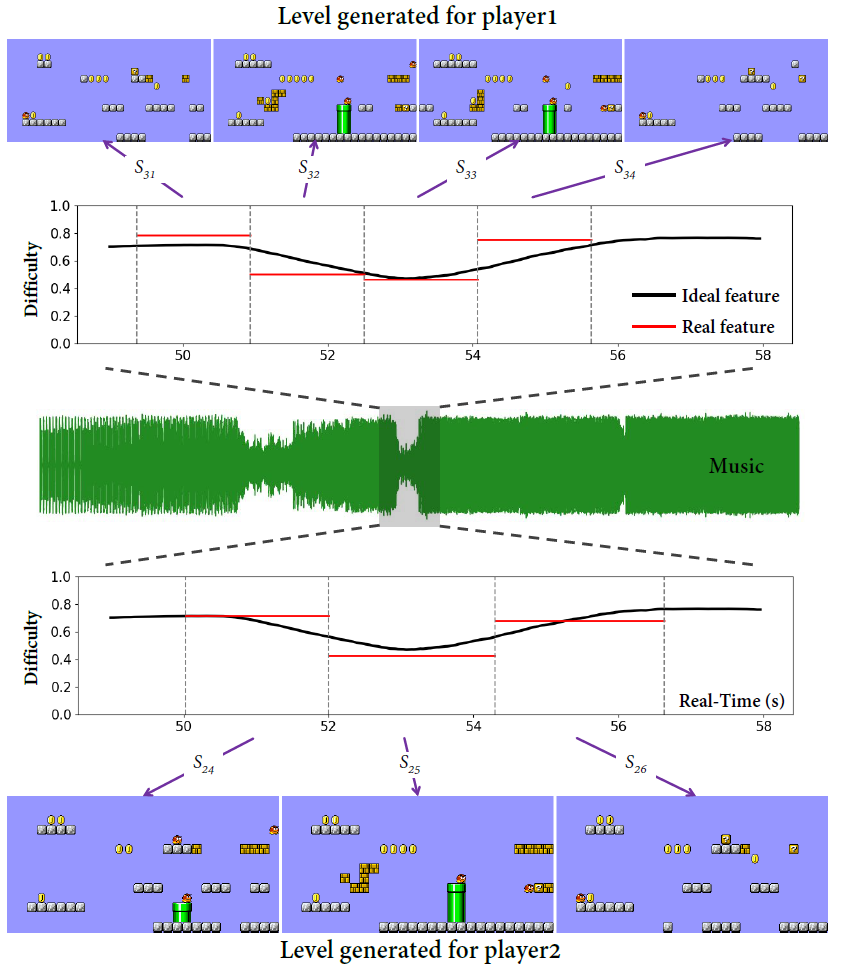 Level generated for player1
S31 S32 S33 S34
1.0
0.8
0.6
0.4
0.2
0.0
Difficulty
Ideal feature
Real feature
50 52 54 56 58
Music
1.0
0.8
0.6
0.4
0.2
0.0
Difficulty
Real-Time (s)
50 52 54 56 58
S24 S25 S26
Level generated for player2